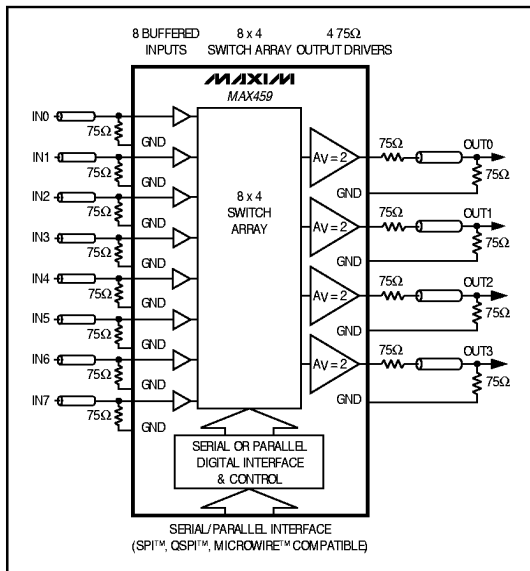 8 BUFFERED INPUTS
8 x 4 SWITCH ARRAY
4 75Ω OUTPUT DRIVERS
MAXIM
MAX459
IN0
75Ω
GND
IN1
75Ω
GND
IN2
75Ω
GND
IN3
75Ω
GND
IN4
75Ω
GND
IN5
75Ω
GND
IN6
75Ω
GND
IN7
75Ω
GND
8 x 4
SWITCH
ARRAY
AV = 2
75Ω
OUT0
75Ω
GND
AV = 2
75Ω
OUT1
75Ω
GND
AV = 2
75Ω
OUT2
75Ω
GND
AV = 2
75Ω
OUT3
75Ω
GND
SERIAL OR PARALLEL
DIGITAL INTERFACE
& CONTROL
SERIAL/PARALLEL INTERFACE
(SPI™, QSPI™, MICROWIRE™ COMPATIBLE)